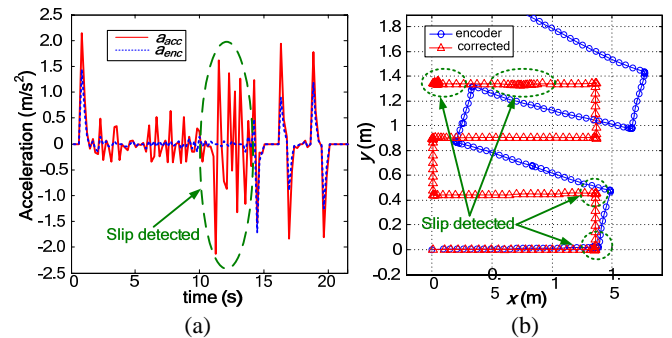 (a)
a_acc
a_enc
Acceleration (m/s²)
2.5
2.0
1.5
1.0
0.5
0
-0.5
-1.0
-1.5
-2.0
-2.5
Slip detected
0 5 10 15 20
time (s)
(a)
(b)
encoder
corrected
y (m)
1.8
1.6
1.4
1.2
1.0
0.8
0.6
0.4
0.2
0
-0.2
Slip detected
0 0 1 1.
5 5
x (m)
(b)